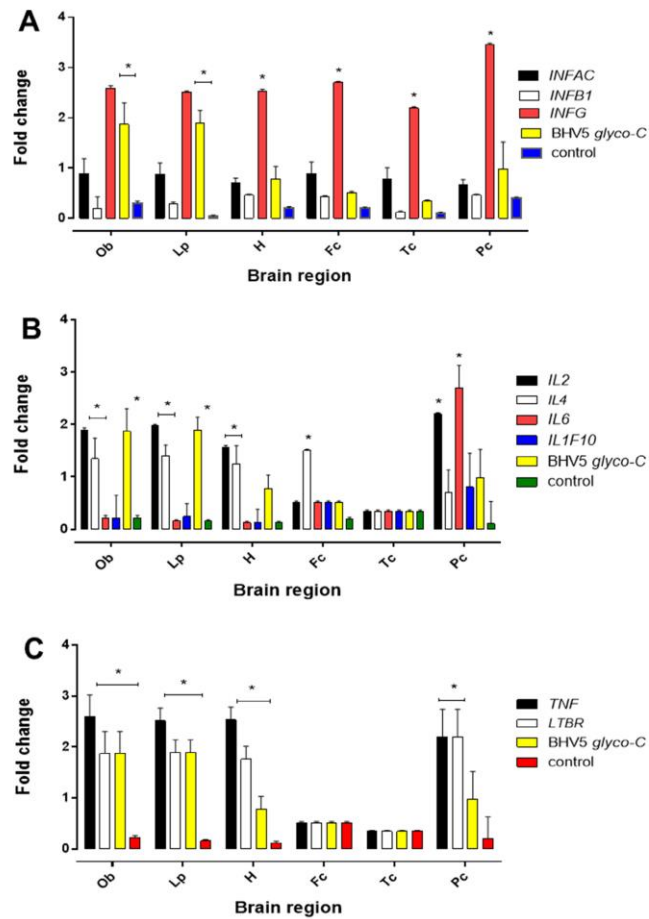 A
4
3
2
1
0
Fold change
*
*
*
*
*
*
INFAC
INFB1
INFG
BHV5 glyco-C
control
Ob
Lp
H
Fc
Tc
Pc
Brain region
B
4
3
2
1
0
Fold change
*
*
*
*
*
*
*
*
IL2
IL4
IL6
IL1F10
BHV5 glyco-C
control
Ob
Lp
H
Fc
Tc
Pc
Brain region
C
4
3
2
1
0
Fold change
*
*
*
*
TNF
LTBR
BHV5 glyco-C
control
Ob
Lp
H
Fc
Tc
Pc
Brain region